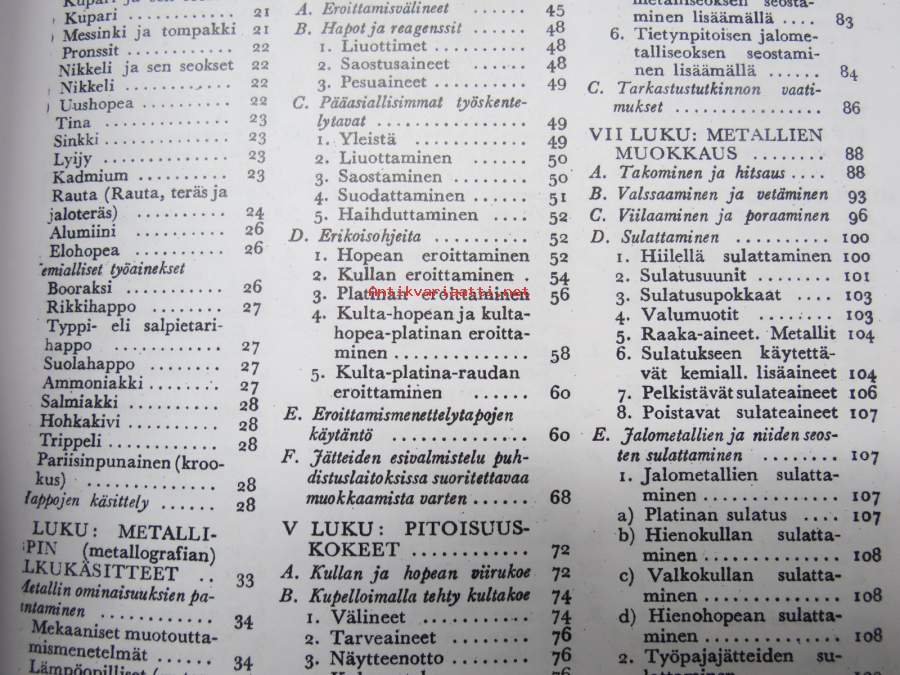 Kupari ........... 21
Messinki ja tompakki 21
Pronssit ........... 22
Nikkeli ja sen seokset 22
Nikkeli ........... 22
Uushopea .......... 22
Tina ............. 23
Sinkki ............ 23
Lyijy ............. 23
Kadmium .......... 23
Rauta (Rauta, teräs ja
jaloteräs) .......... 24
Alumiini ........... 26
Elohopea .......... 26
emialliset työainekset
Booraksi ........... 26
Rikkihappo ........ 27
Typpi- eli salpietari-
happo ............ 27
Suolahappo ........ 27
Ammoniakki ....... 27
Salmiakki .......... 28
Hohkakivi .......... 28
Trippeli ............ 28
Pariisinpunainen (kroo-
kus) .............. 28
Happojen käsittely ...... 28
LUKU: METALLI-
PIN (metallografian)
LKUKÄSITTEET .. 33
Metallin ominaisuuksien pa-
antaminen ............ 34
Mekaaniset muotoutta-
mismenetelmät ...... 34
A. Eroittamisvälineet ...... 45
B. Hapot ja reagenssit ..... 48
1. Liuottimet ......... 48
2. Saostusaineet ...... 48
3. Pesuaineet ......... 49
C. Pääasiallisimmat työskente-
lytavat ............... 49
1. Yleistä ............ 49
2. Liuottaminen ....... 50
3. Saostaminen ....... 50
4. Suodattaminen ...... 51
5. Haihduttaminen .... 52
D. Erikoisohjeita .......... 52
1. Hopean eroittaminen 52
2. Kullan eroittaminen . 54
Antikvariaatti.net
3. Platinan eroittaminen 56
4. Kulta-hopean ja kulta-
hopea-platinan eroitta-
minen ............. 58
5. Kulta-platina-raudan
eroittaminen ...... 60
E. Eroittamismenettelytapojen
käytäntö .............. 60
F. Jätteiden esivalmistelu puh-
distuslaitoksissa suoritettavaa
muokkaamista varten ..... 68
V LUKU: PITOISUUS-
KOKEET ............ 72
A. Kullan ja hopean viirukoe 72
B. Kupelloimalla tehty kultakoe 74
1. Välineet ........... 74
2. Tarveaineet ........ 76
3. Näytteenotto ........ 76
minen lisäämällä .... 83
6. Tietynpitoisen jalome-
talliseoksen seostami-
nen lisäämällä ...... 84
C. Tarkastustutkinnon vaati-
mukset ............... 86
VII LUKU: METALLIEN
MUOKKAUS ........ 88
A. Takominen ja hitsaus .... 88
B. Valssaaminen ja vetäminen 93
C. Viilaaminen ja poraaminen 96
D. Sulattaminen .......... 100
1. Hiilellä sulattaminen 100
2. Sulatusuunit ....... 101
3. Sulatusupokkaat .... 103
4. Valumuotit ........ 103
5. Raaka-aineet. Metallit 104
6. Sulatukseen käytettä-
vät kemiall. lisäaineet 104
7. Pelkistävät sulateaineet 106
8. Poistavat sulateaineet 107
E. Jalometallien ja niiden seos-
ten sulattaminen ........ 107
1. Jalometallien sulatta-
minen ............. 107
a) Platinan sulatus .... 107
b) Hienokullan sulatta-
minen ............. 108
c) Valkokullan sulatta-
minen ............. 108
d) Hienohopean sulatta-
minen ............. 108
2. Työpajajätteiden su-